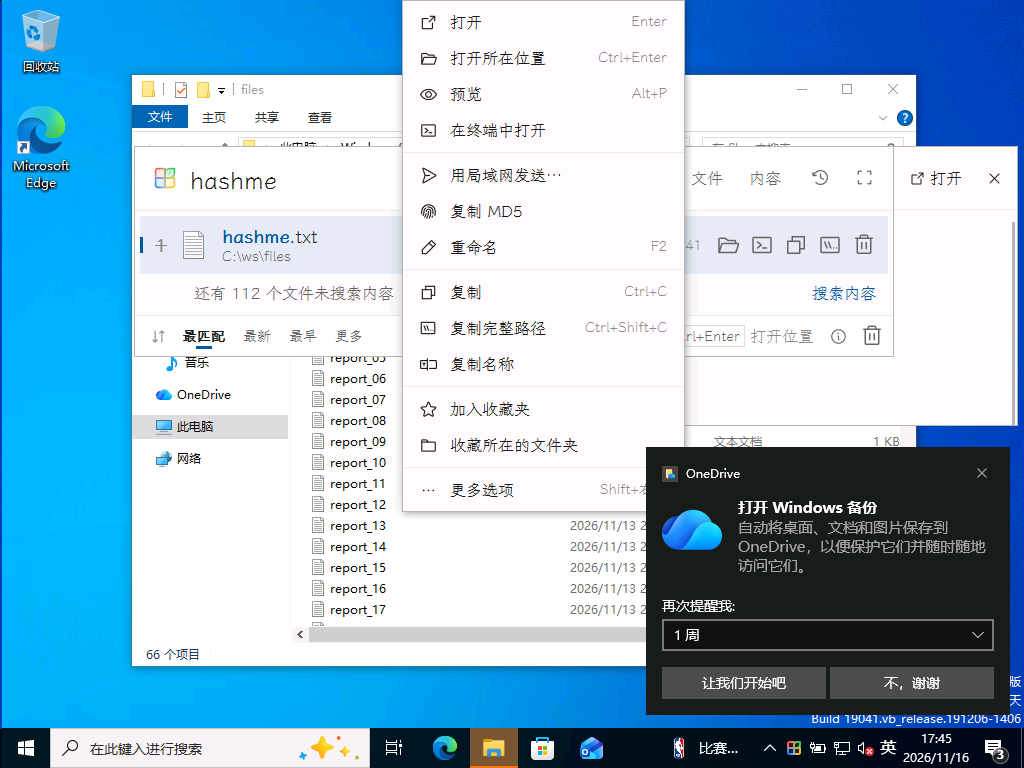 回收站
Microsoft
Edge
files
文件
主页
共享
查看
hashme
文件
内容
打开
hashme.txt
C:\ws\files
41
还有 112 个文件未搜索内容
搜索内容
最匹配
最新
最早
更多
rl+Enter
打开位置
打开 Enter
打开所在位置 Ctrl+Enter
预览 Alt+P
在终端中打开
用局域网发送…
复制 MD5
重命名 F2
复制 Ctrl+C
复制完整路径 Ctrl+Shift+C
复制名称
加入收藏夹
收藏所在的文件夹
更多选项 Shift+
音乐
OneDrive
此电脑
网络
report_05
report_06
report_07
report_08
report_09
文本文档 1 KB
report_10
report_11
report_12
report_13 2026/11/13 2
report_14 2026/11/13 2
report_15 2026/11/13 2
report_16 2026/11/13 2
report_17 2026/11/13 2
66 个项目
OneDrive
打开 Windows 备份
自动将桌面、文档和图片保存到
OneDrive，以便保护它们并随时随地
访问它们。
再次提醒我:
1 周
让我们开始吧
不，谢谢
版
天
Build 19041.vb_release.191206-1406
在此键入进行搜索
比赛...
英
17:45
2026/11/16
3